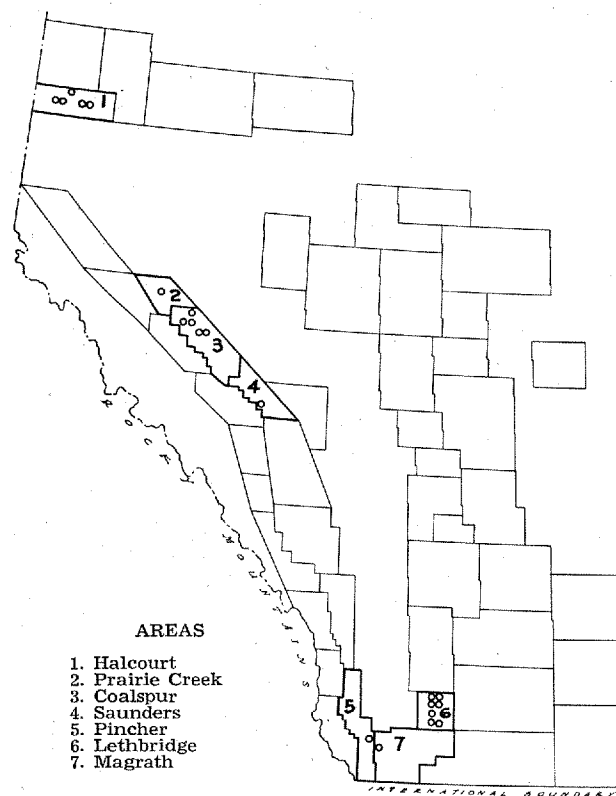 1
2
3
4
ROCKY MOUNTAINS
AREAS
1. Halcourt
2. Prairie Creek
3. Coalspur
4. Saunders
5. Pincher
6. Lethbridge
7. Magrath
5
6
7
INTERNATIONAL BOUNDARY